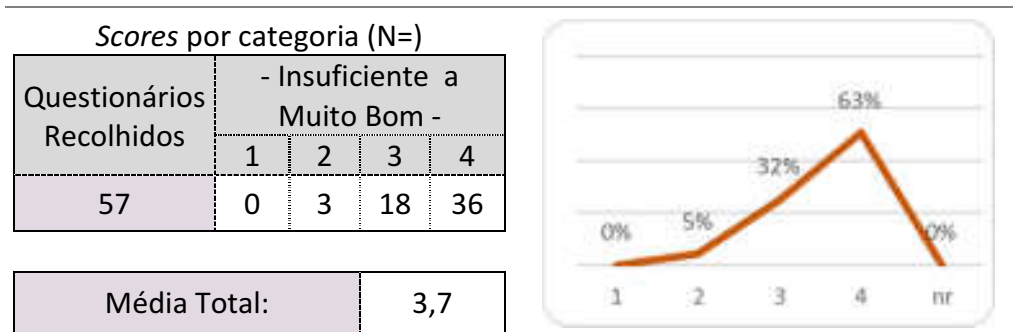 Scores por categoria (N=)
Questionários Recolhidos
- Insuficiente a
Muito Bom -
1 2 3 4
57 0 3 18 36
Média Total: 3,7
63%
32%
5%
0%
0%
1 2 3 4 nr